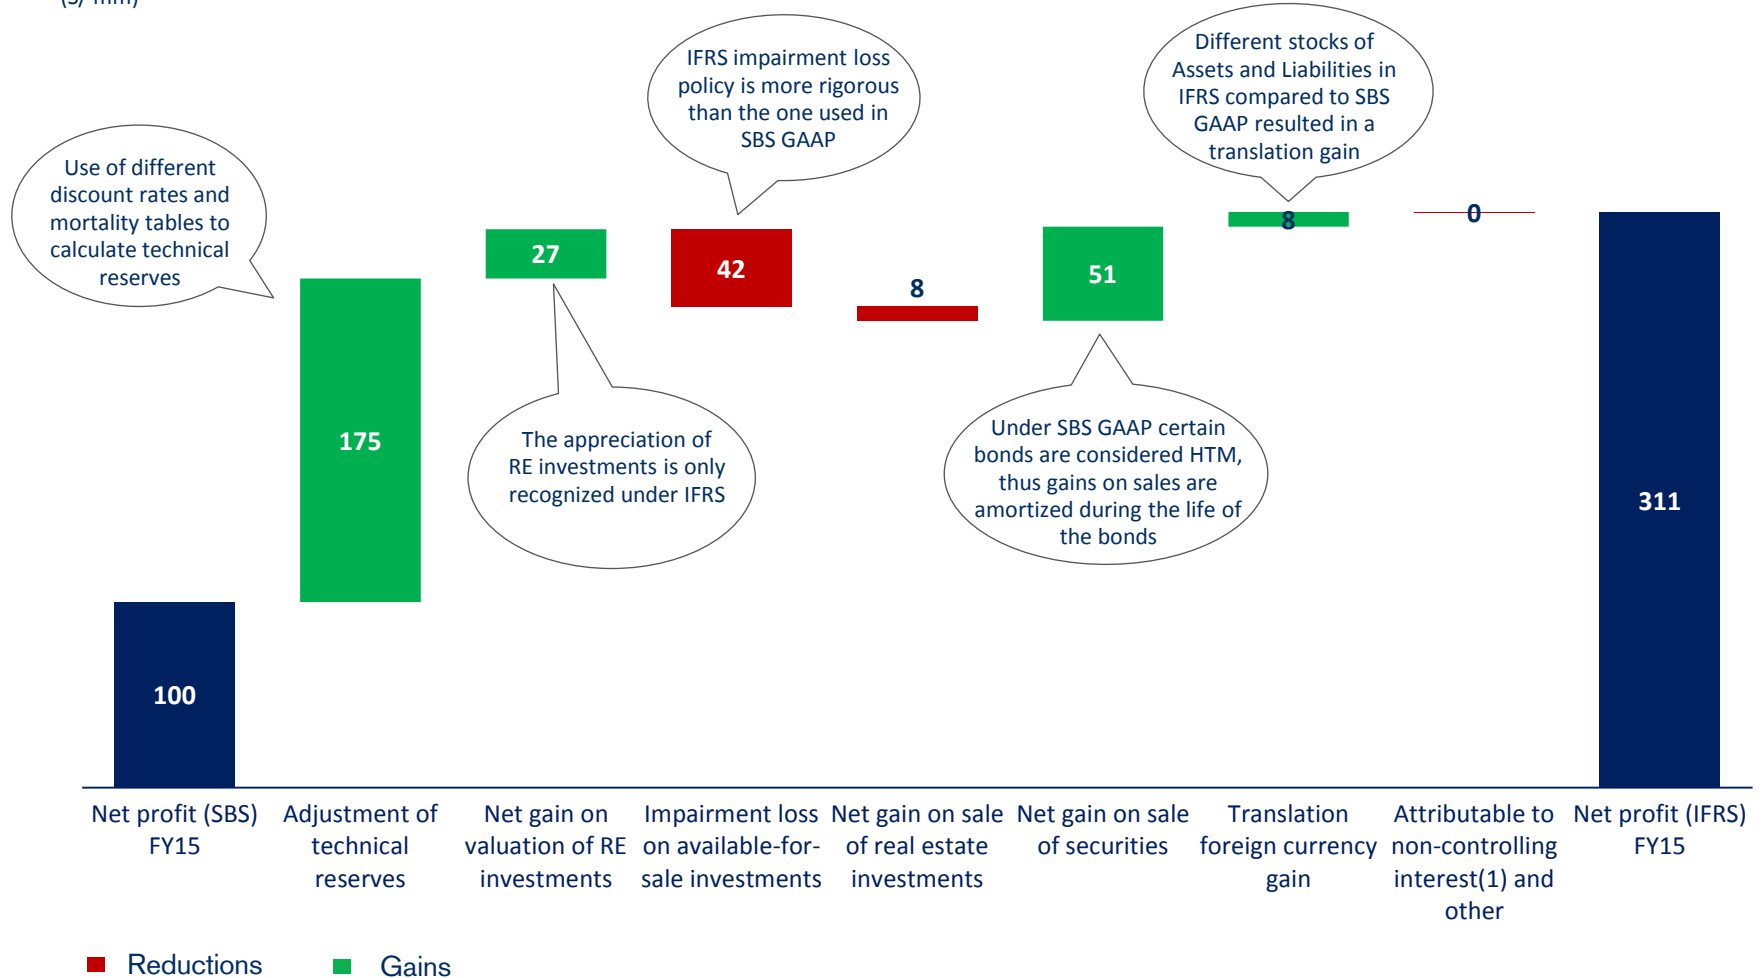 (S/ mm)
IFRS impairment loss
policy is more rigorous
than the one used in
SBS GAAP
Different stocks of
Assets and Liabilities in
IFRS compared to SBS
GAAP resulted in a
translation gain
Use of different
discount rates and
mortality tables to
calculate technical
reserves
The appreciation of
RE investments is only
recognized under IFRS
Under SBS GAAP certain
bonds are considered HTM,
thus gains on sales are
amortized during the life of
the bonds
100
175
27
42
8
51
8
0
311
Net profit (SBS)
FY15
Adjustment of
technical
reserves
Net gain on
valuation of RE
investments
Impairment loss
on available-for-
sale investments
Net gain on sale
of real estate
investments
Net gain on sale
of securities
Translation
foreign currency
gain
Attributable to
non-controlling
interest(1) and
other
Net profit (IFRS)
FY15
Reductions
Gains